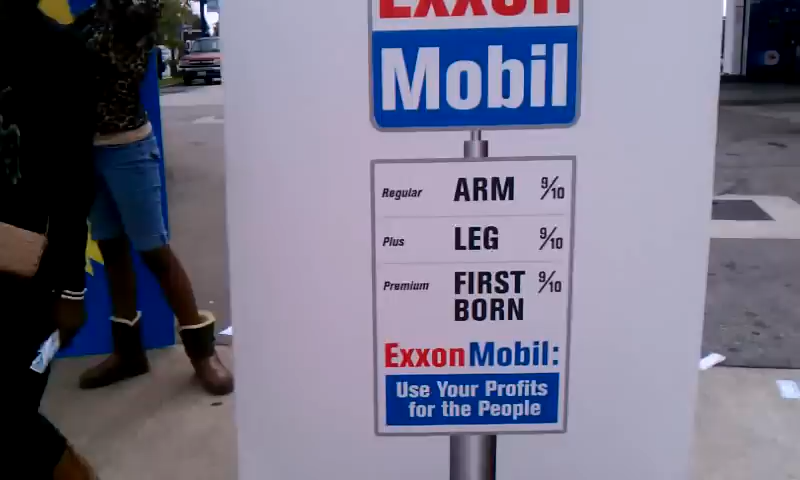 Exxon
Mobil
Regular ARM 9/10
Plus LEG 9/10
Premium FIRST 9/10
BORN
ExxonMobil:
Use Your Profits
for the People